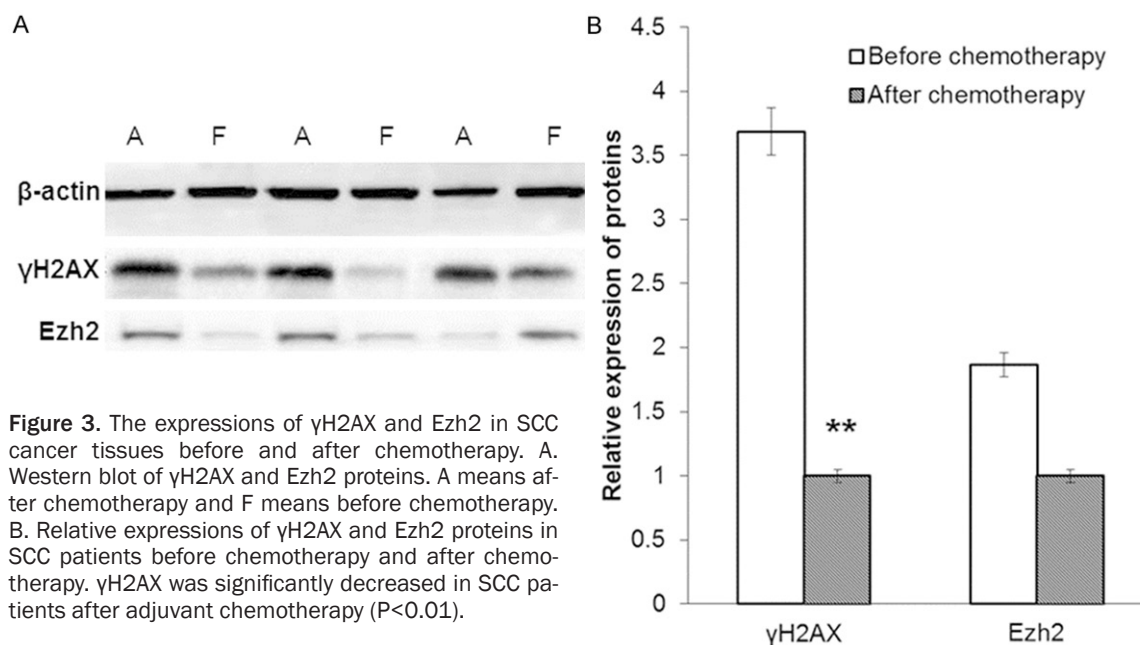 A
A F A F A F
β-actin
γH2AX
Ezh2
Figure 3. The expressions of γH2AX and Ezh2 in SCC
cancer tissues before and after chemotherapy. A.
Western blot of γH2AX and Ezh2 proteins. A means af-
ter chemotherapy and F means before chemotherapy.
B. Relative expressions of γH2AX and Ezh2 proteins in
SCC patients before chemotherapy and after chemo-
therapy. γH2AX was significantly decreased in SCC pa-
tients after adjuvant chemotherapy (P<0.01).
B
Relative expression of proteins
4.5
4
3.5
3
2.5
2
1.5
1
0.5
0
Before chemotherapy
After chemotherapy
**
γH2AX Ezh2